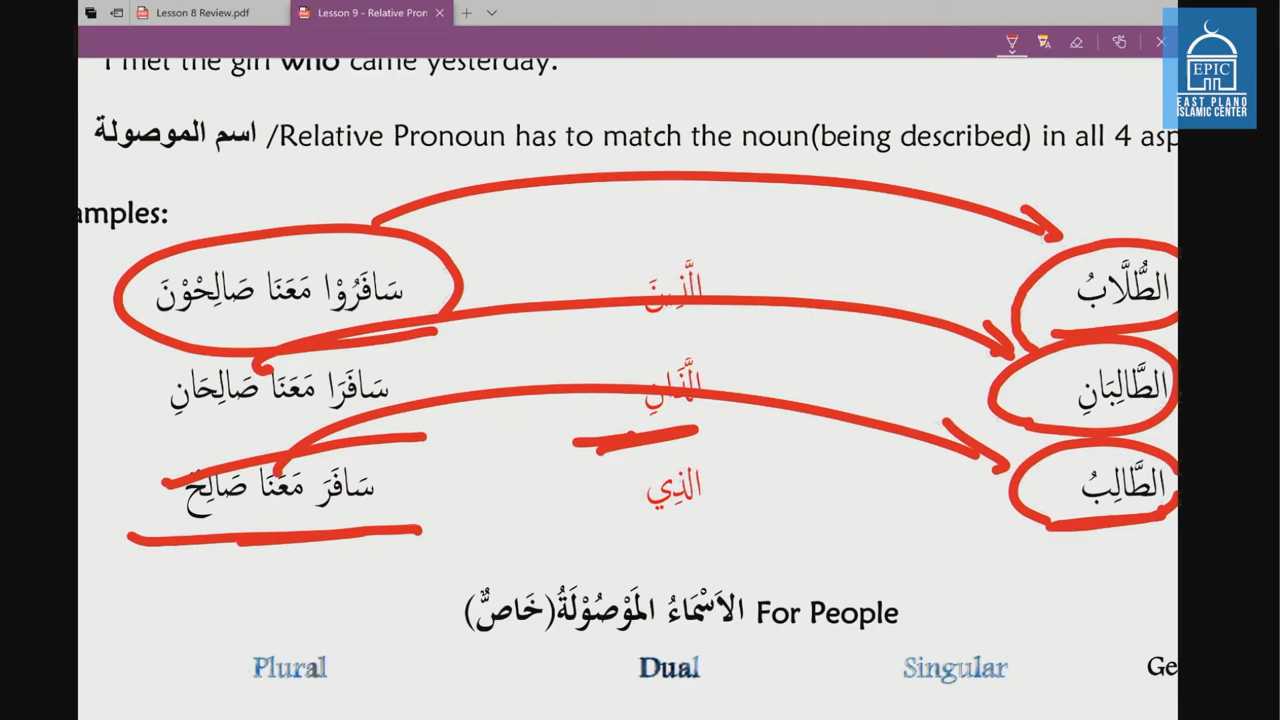 Lesson 8 Review.pdf
Lesson 9 - Relative Pron
EPIC
EAST PLANO
ISLAMIC CENTER
I met the girl who came yesterday.
اسم الموصولة /Relative Pronoun has to match the noun(being described) in all 4 asp
amples:
الطُّلَّابُ الَّذِينَ سَافَرُوْا مَعَنَا صَالِحْوْنَ
الطَّالِبَانِ الَّذَانِ سَافَرَا مَعَنَا صَالِحَانِ
الطَّالِبُ الذِي سَافَرَ مَعَنَا صَالِحٌ
الاَسْمَاءُ المَوْصُوْلَةُ(خَاصٌّ) For People
Plural Dual Singular Ge